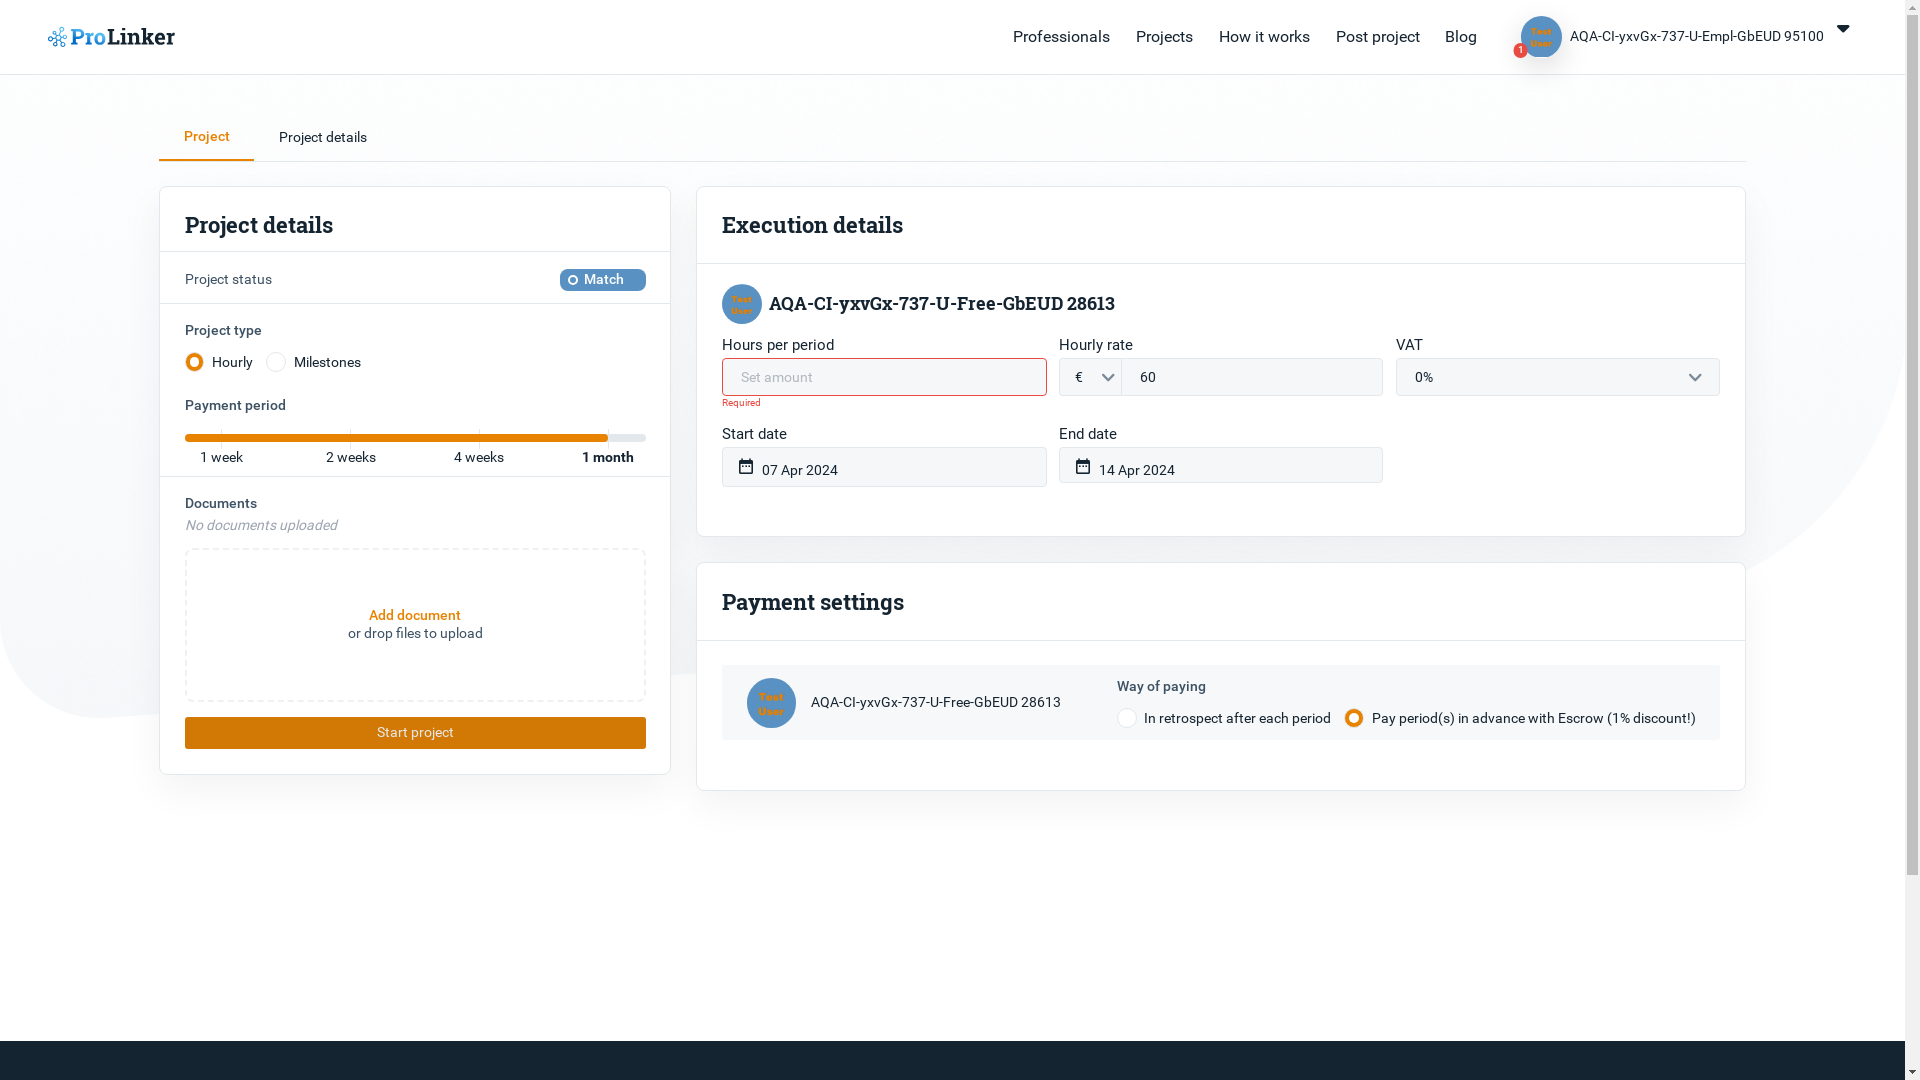 ProLinker
Professionals
Projects
How it works
Post project
Blog
Test
User
1
AQA-CI-yxvGx-737-U-Empl-GbEUD 95100
Project
Project details
Project details
Project status
Match
Project type
Hourly
Milestones
Payment period
1 week
2 weeks
4 weeks
1 month
Documents
No documents uploaded
Add document
or drop files to upload
Start project
Execution details
Test
User
AQA-CI-yxvGx-737-U-Free-GbEUD 28613
Hours per period
Hourly rate
VAT
Set amount
€
60
0%
Required
Start date
End date
07 Apr 2024
14 Apr 2024
Payment settings
Test
User
AQA-CI-yxvGx-737-U-Free-GbEUD 28613
Way of paying
In retrospect after each period
Pay period(s) in advance with Escrow (1% discount!)